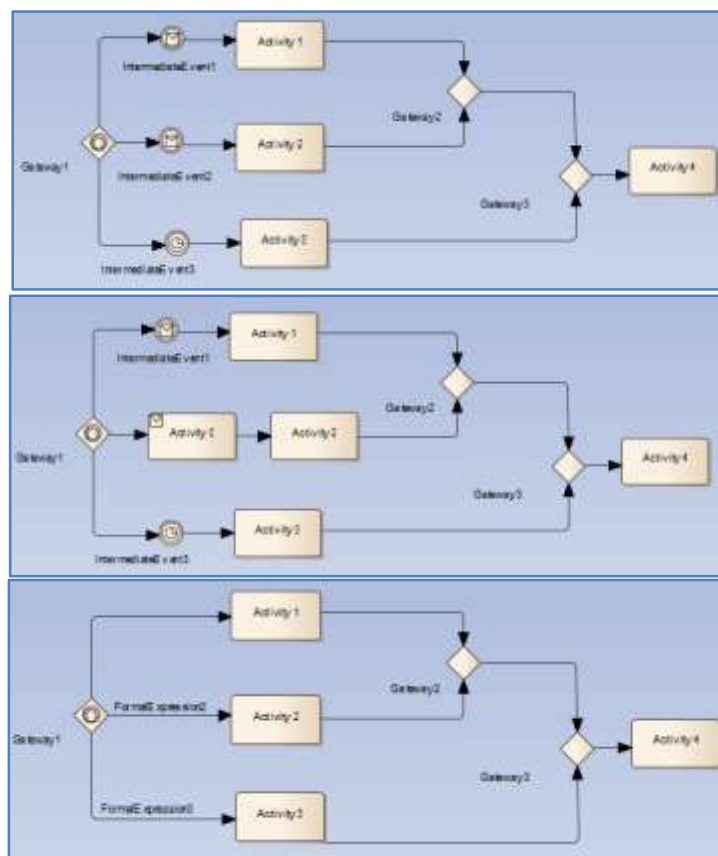 Activity 1
IntermediateEvent1
Gateway2
Activity 2
Gateway1
IntermediateEvent2
Activity 4
Gateway3
Activity 3
IntermediateEvent3
Activity 1
IntermediateEvent1
Gateway2
Activity 2
Gateway1
Activity 4
Gateway3
Activity 3
IntermediateEvent3
Activity 1
Gateway2
FormalExpression2
Activity 2
Gateway1
Activity 4
Gateway3
FormalExpression3
Activity 3